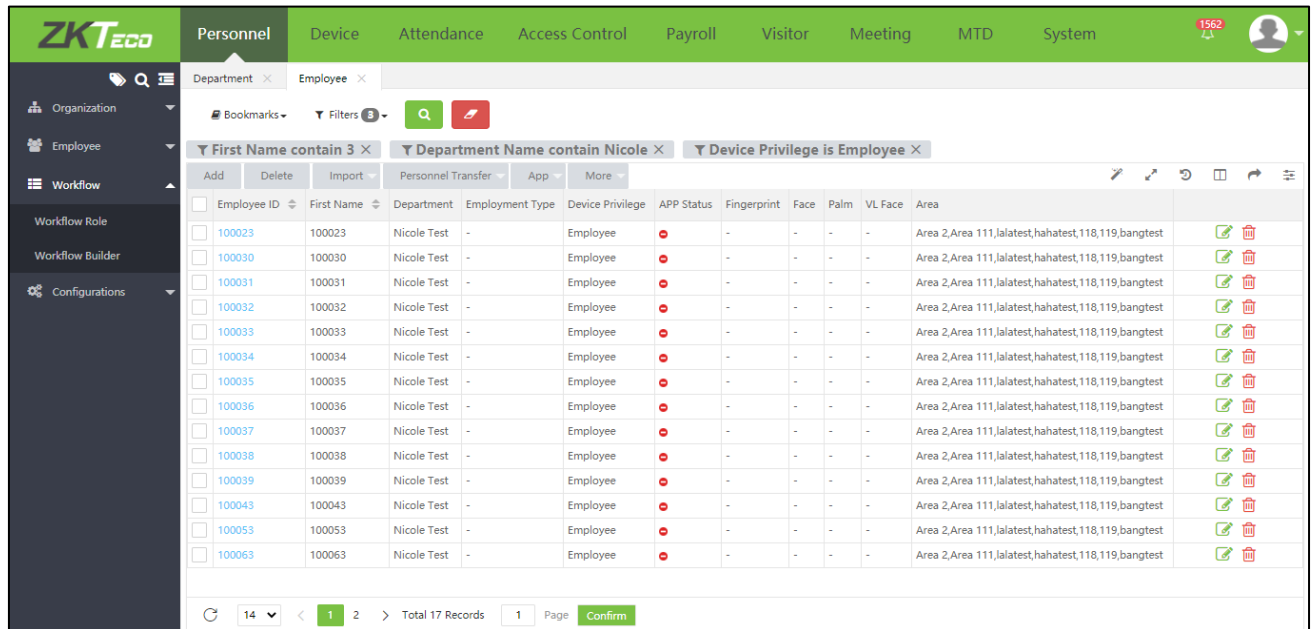 ZKTECO Personnel Device Attendance Access Control Payroll Visitor Meeting MTD System 1562
Department × Employee ×
Organization
Employee
Workflow
Workflow Role
Workflow Builder
Configurations
Bookmarks Filters 3
First Name contain 3 × Department Name contain Nicole × Device Privilege is Employee ×
Add Delete Import Personnel Transfer App More
Employee ID First Name Department Employment Type Device Privilege APP Status Fingerprint Face Palm VL Face Area
100023 100023 Nicole Test - Employee - - - - Area 2,Area 111,lalatest,hahatest,118,119,bangtest
100030 100030 Nicole Test - Employee - - - - Area 2,Area 111,lalatest,hahatest,118,119,bangtest
100031 100031 Nicole Test - Employee - - - - Area 2,Area 111,lalatest,hahatest,118,119,bangtest
100032 100032 Nicole Test - Employee - - - - Area 2,Area 111,lalatest,hahatest,118,119,bangtest
100033 100033 Nicole Test - Employee - - - - Area 2,Area 111,lalatest,hahatest,118,119,bangtest
100034 100034 Nicole Test - Employee - - - - Area 2,Area 111,lalatest,hahatest,118,119,bangtest
100035 100035 Nicole Test - Employee - - - - Area 2,Area 111,lalatest,hahatest,118,119,bangtest
100036 100036 Nicole Test - Employee - - - - Area 2,Area 111,lalatest,hahatest,118,119,bangtest
100037 100037 Nicole Test - Employee - - - - Area 2,Area 111,lalatest,hahatest,118,119,bangtest
100038 100038 Nicole Test - Employee - - - - Area 2,Area 111,lalatest,hahatest,118,119,bangtest
100039 100039 Nicole Test - Employee - - - - Area 2,Area 111,lalatest,hahatest,118,119,bangtest
100043 100043 Nicole Test - Employee - - - - Area 2,Area 111,lalatest,hahatest,118,119,bangtest
100053 100053 Nicole Test - Employee - - - - Area 2,Area 111,lalatest,hahatest,118,119,bangtest
100063 100063 Nicole Test - Employee - - - - Area 2,Area 111,lalatest,hahatest,118,119,bangtest
14 < 1 2 > Total 17 Records 1 Page Confirm